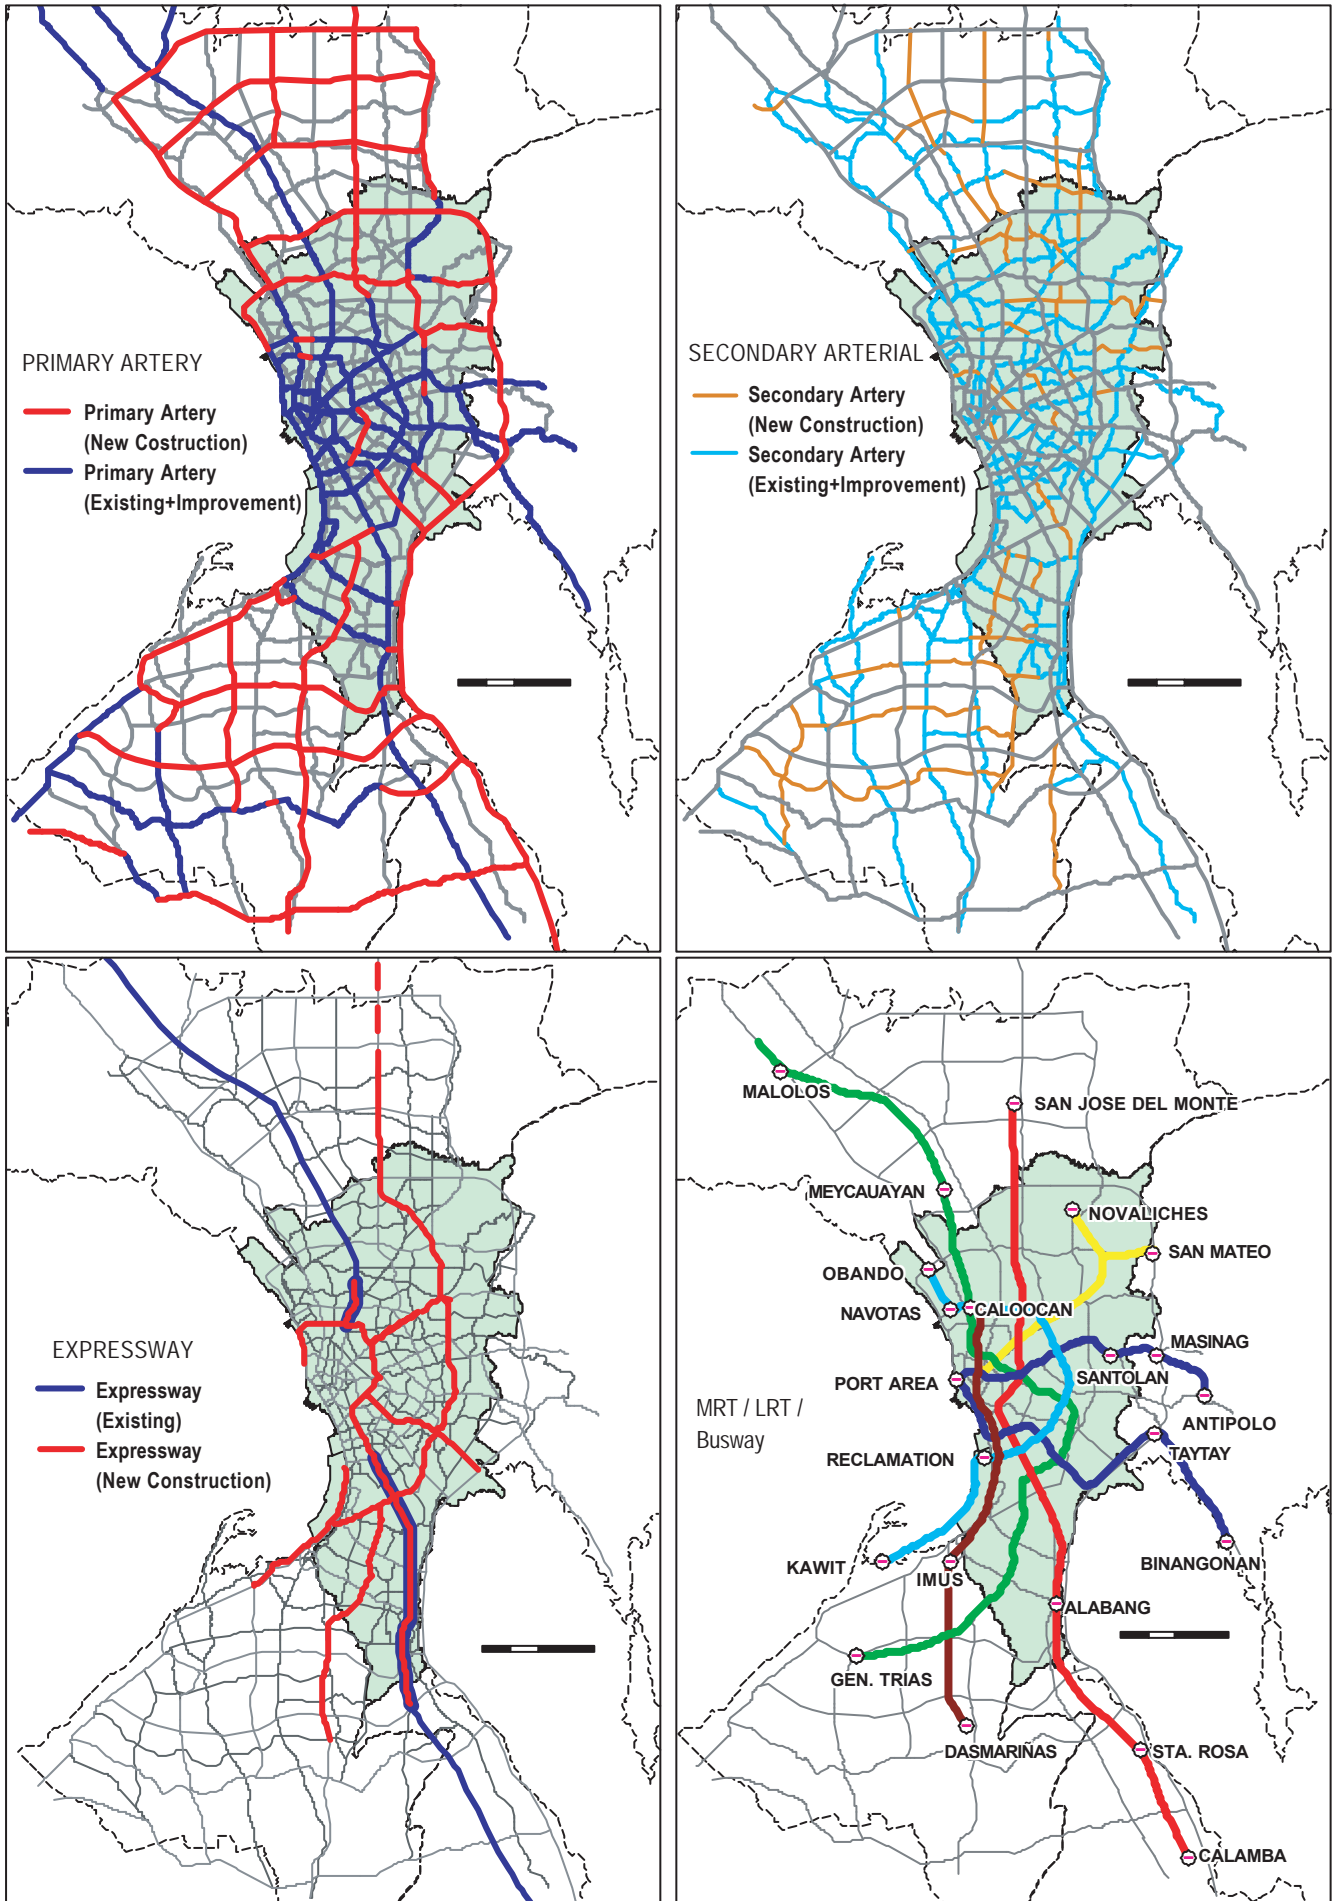 PRIMARY ARTERY
Primary Artery
(New Costruction)
Primary Artery
(Existing+Improvement)
SECONDARY ARTERIAL
Secondary Artery
(New Construction)
Secondary Artery
(Existing+Improvement)
EXPRESSWAY
Expressway
(Existing)
Expressway
(New Construction)
MALOLOS
SAN JOSE DEL MONTE
MEYCAUAYAN
NOVALICHES
SAN MATEO
OBANDO
NAVOTAS
CALOOCAN
MASINAG
SANTOLAN
PORT AREA
MRT / LRT /
Busway
ANTIPOLO
TAYTAY
RECLAMATION
KAWIT
IMUS
BINANGONAN
ALABANG
GEN. TRIAS
DASMARIÑAS
STA. ROSA
CALAMBA